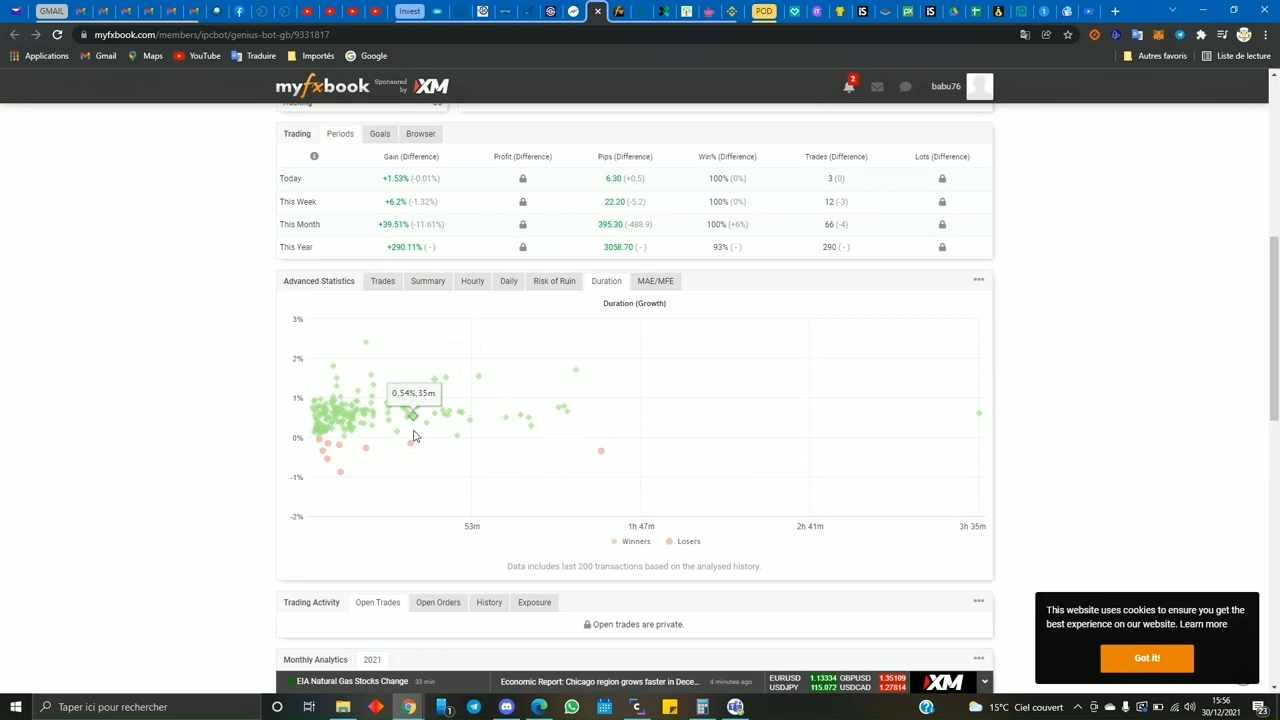 GMAIL
Invest
POD
myfxbook.com/members/ipcbot/genius-bot-gb/9331817
Applications
Gmail
Maps
YouTube
Traduire
Importés
Google
Autres favoris
Liste de lecture
myfxbook Sponsored by XM
2
babu76
Trading Periods Goals Browser
Gain (Difference) Profit (Difference) Pips (Difference) Win% (Difference) Trades (Difference) Lots (Difference)
Today +1.53% (-0.01%) 6.30 (+0.5) 100% (0%) 3 (0)
This Week +6.2% (-1.32%) 22.20 (-5.2) 100% (0%) 12 (-3)
This Month +39.51% (-11.61%) 395.30 (-488.9) 100% (+6%) 66 (-4)
This Year +290.11% ( - ) 3058.70 ( - ) 93% ( - ) 290 ( - )
Advanced Statistics Trades Summary Hourly Daily Risk of Ruin Duration MAE/MFE
Duration (Growth)
3%
2%
1%
0%
-1%
-2%
0.54%,35m
53m 1h 47m 2h 41m 3h 35m
Winners Losers
Data includes last 200 transactions based on the analysed history.
Trading Activity Open Trades Open Orders History Exposure
Open trades are private.
Monthly Analytics 2021
EIA Natural Gas Stocks Change 33 min
Economic Report: Chicago region grows faster in Dece... 4 minutes ago
EURUSD 1.13334 GBPUSD 1.35109
USDJPY 115.072 USDCAD 1.27814
XM
This website uses cookies to ensure you get the
best experience on our website. Learn more
Got it!
Taper ici pour rechercher
15°C Ciel couvert
15:56
30/12/2021